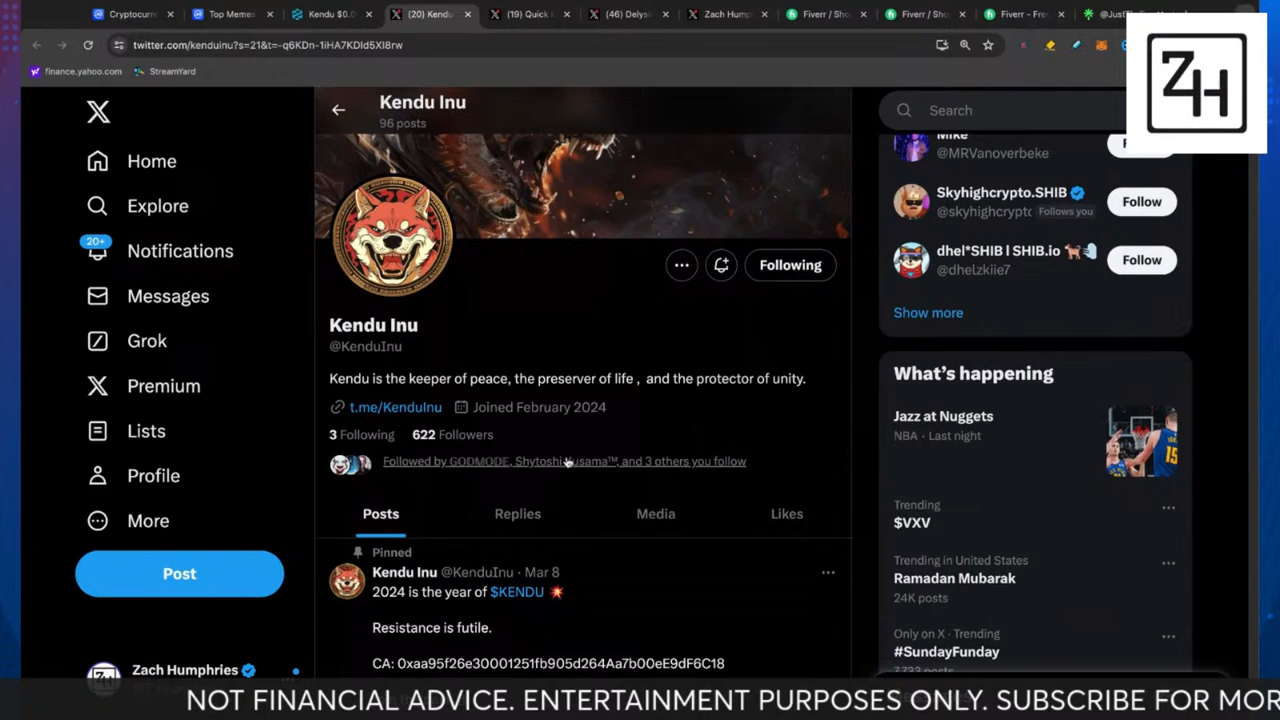 Cryptocurr
Top Memes
Kendu $0.0
(20) Kendu
(19) Quick
(46) Delys
Zach Hump
Fiverr / Sho
Fiverr / Sho
Fiverr - Fre
twitter.com/kenduinu?s=21&t=-q6KDn-1iHA7KDId5XI8rw
finance.yahoo.com
StreamYard
ZH
X
Home
Explore
20+
Notifications
Messages
Grok
Premium
Lists
Profile
More
Post
Zach Humphries
Kendu Inu
96 posts
Following
Kendu Inu
@KenduInu
Kendu is the keeper of peace, the preserver of life , and the protector of unity.
t.me/KenduInu Joined February 2024
3 Following 622 Followers
Followed by GODMODE, Shytoshi Kusama™, and 3 others you follow
Posts Replies Media Likes
Pinned
Kendu Inu @KenduInu · Mar 8
2024 is the year of $KENDU 💥
Resistance is futile.
CA: 0xaa95f26e30001251fb905d264Aa7b00eE9dF6C18
Search
Mike
@MRVanoverbeke
Skyhighcrypto.SHIB
@skyhighcrypto Follows you
Follow
dhel*SHIB I SHIB.io
@dhelzkiie7
Follow
Show more
What's happening
Jazz at Nuggets
NBA · Last night
Trending
$VXV
Trending in United States
Ramadan Mubarak
24K posts
Only on X · Trending
#SundayFunday
NOT FINANCIAL ADVICE. ENTERTAINMENT PURPOSES ONLY. SUBSCRIBE FOR MOR